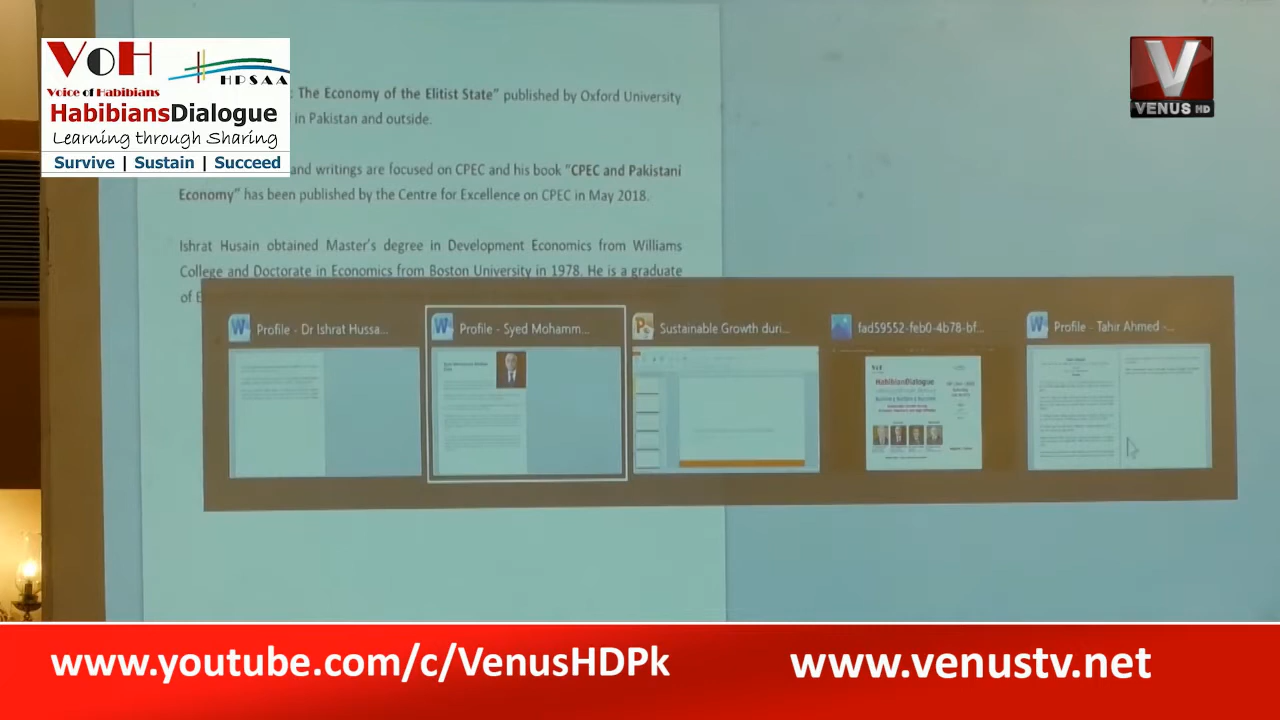 VoH
Voice of Habibians
HPSAA
HabibiansDialogue
Learning through Sharing
Survive | Sustain | Succeed
V
VENUS HD
: The Economy of the Elitist State" published by Oxford University
in Pakistan and outside.
and writings are focused on CPEC and his book "CPEC and Pakistani
Economy" has been published by the Centre for Excellence on CPEC in May 2018.
Ishrat Husain obtained Master's degree in Development Economics from Williams
College and Doctorate in Economics from Boston University in 1978. He is a graduate
of
Profile - Dr Ishrat Hussa...
Profile - Syed Mohamm...
Sustainable Growth duri...
fad59552-feb0-4b78-bf...
Profile - Tahir Ahmed -...
HabibiansDialogue
www.youtube.com/c/VenusHDPk
www.venustv.net